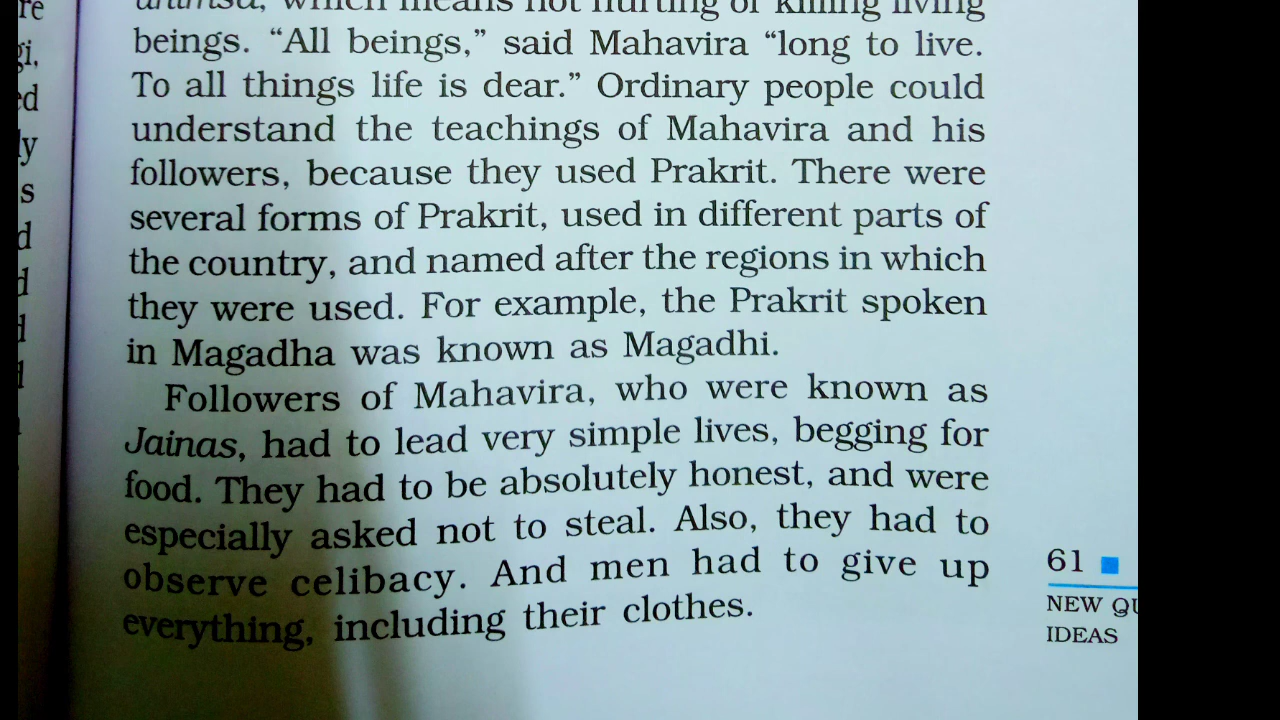 re
gi,
ed
ly
s
d
d
d
d
ahimsa, which means not hurting or killing living
beings. “All beings,” said Mahavira “long to live.
To all things life is dear.” Ordinary people could
understand the teachings of Mahavira and his
followers, because they used Prakrit. There were
several forms of Prakrit, used in different parts of
the country, and named after the regions in which
they were used. For example, the Prakrit spoken
in Magadha was known as Magadhi.
Followers of Mahavira, who were known as
Jainas, had to lead very simple lives, begging for
food. They had to be absolutely honest, and were
especially asked not to steal. Also, they had to
observe celibacy. And men had to give up
everything, including their clothes.
61
NEW QU
IDEAS